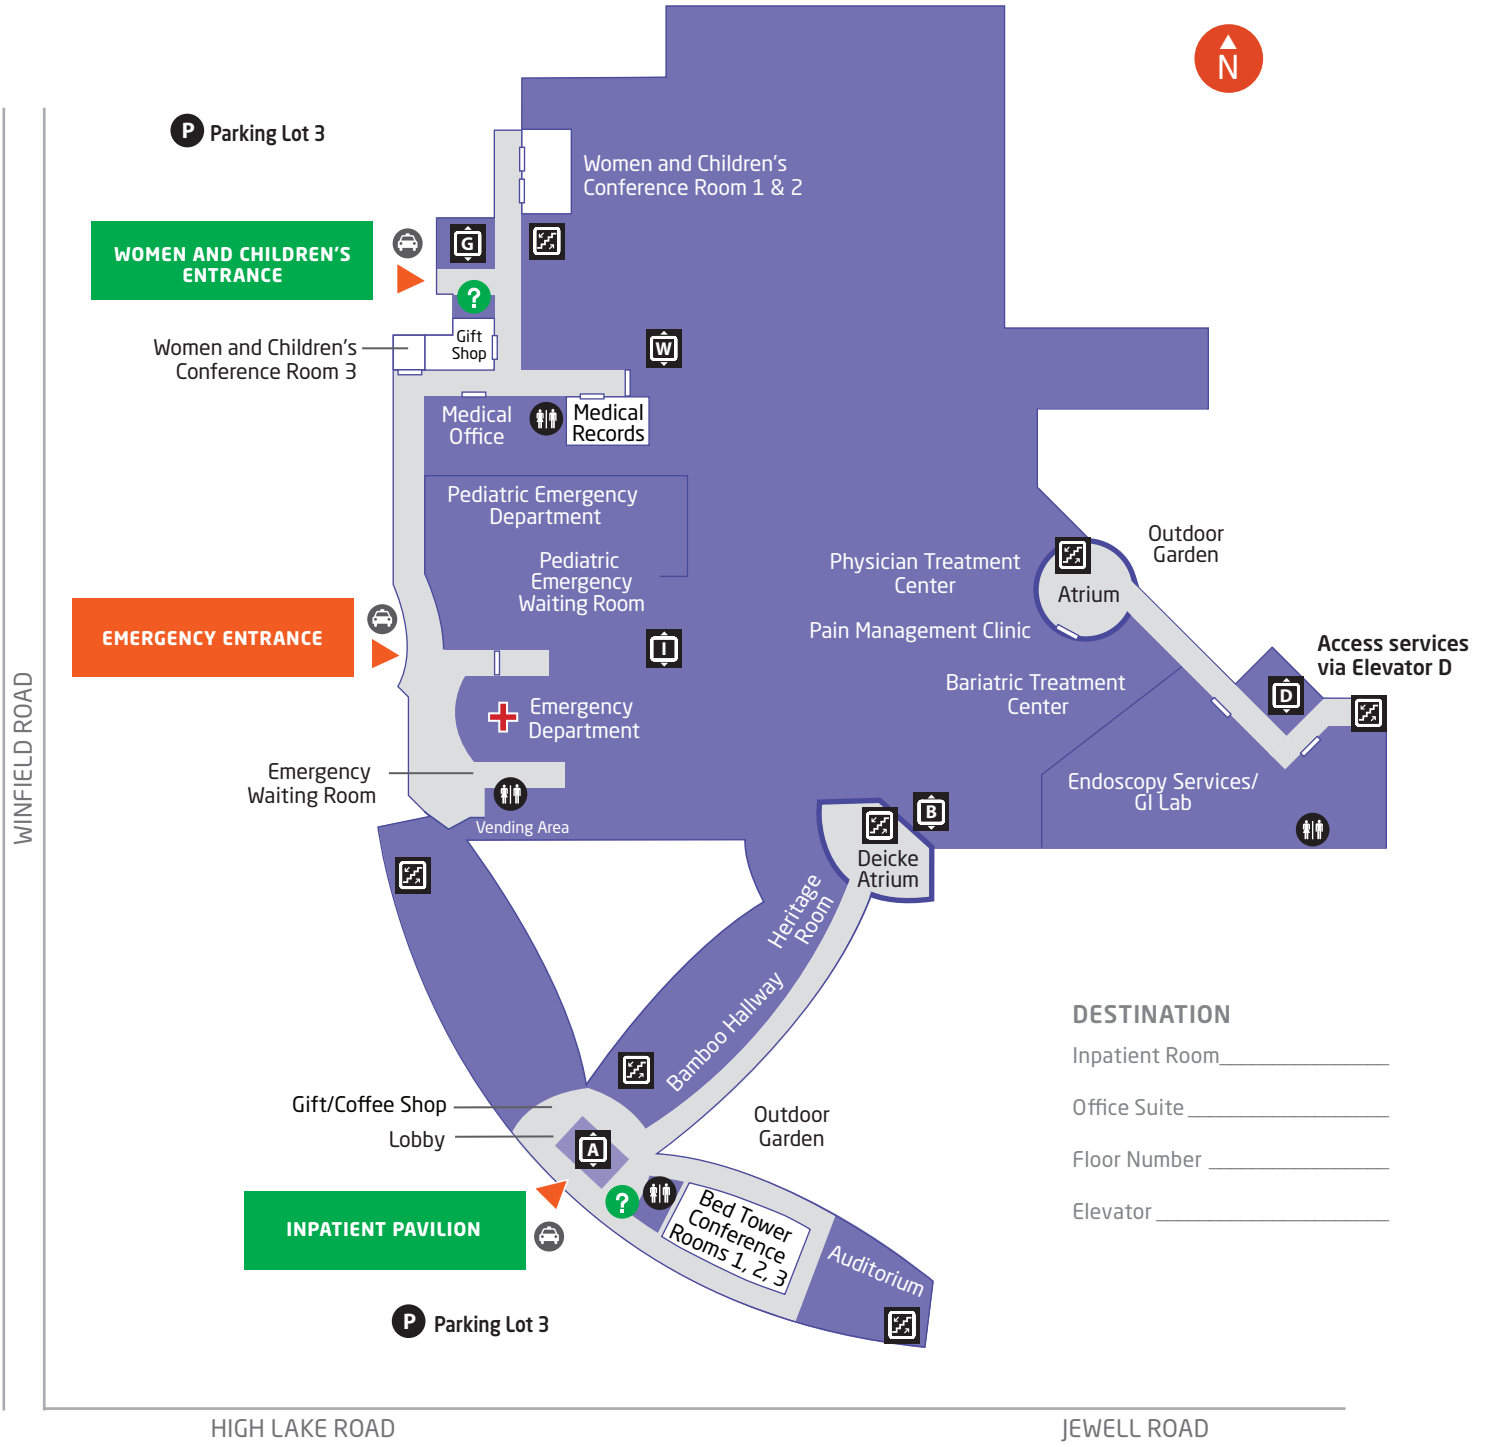 N
P Parking Lot 3
Women and Children's
Conference Room 1 & 2
WOMEN AND CHILDREN'S
ENTRANCE
G
?
Gift
Shop
Women and Children's
Conference Room 3
W
Medical
Office
Medical
Records
Pediatric Emergency
Department
Pediatric
Emergency
Waiting Room
Physician Treatment
Center
Atrium
Outdoor
Garden
Pain Management Clinic
EMERGENCY ENTRANCE
I
Access services
via Elevator D
D
Bariatric Treatment
Center
Emergency
Department
Emergency
Waiting Room
Vending Area
Endoscopy Services/
GI Lab
B
Deicke
Atrium
Heritage
Room
Bamboo Hallway
WINFIELD ROAD
Gift/Coffee Shop
Lobby
A
Outdoor
Garden
?
Bed Tower
Conference
Rooms 1, 2, 3
Auditorium
INPATIENT PAVILION
P Parking Lot 3
DESTINATION
Inpatient Room
Office Suite
Floor Number
Elevator
HIGH LAKE ROAD
JEWELL ROAD